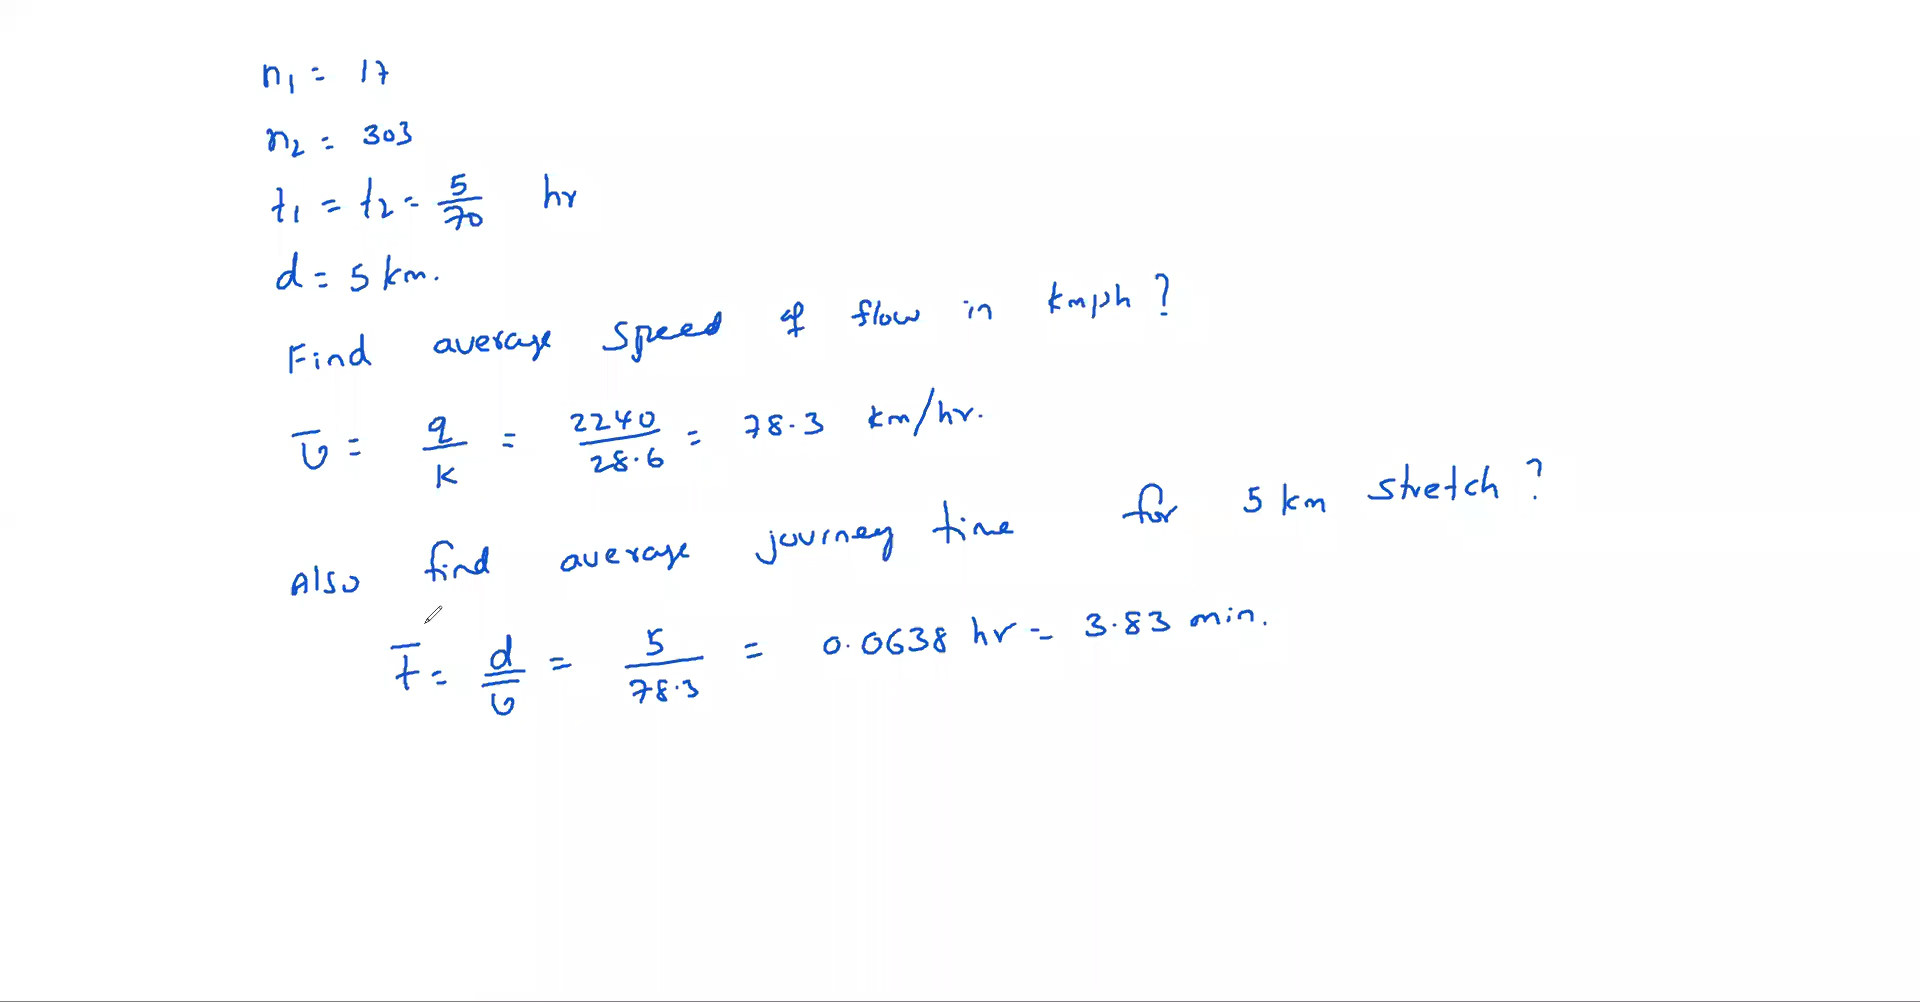 n₁ = 17
n₂ = 303
t₁ = t₂ = 5/70 hr
d = 5 km.
Find average speed of flow in kmph ?
v̅ = q/k = 2240/28.6 = 78.3 km/hr.
Also find average journey time for 5 km stretch ?
t̅ = d/v̅ = 5/78.3 = 0.0638 hr = 3.83 min.